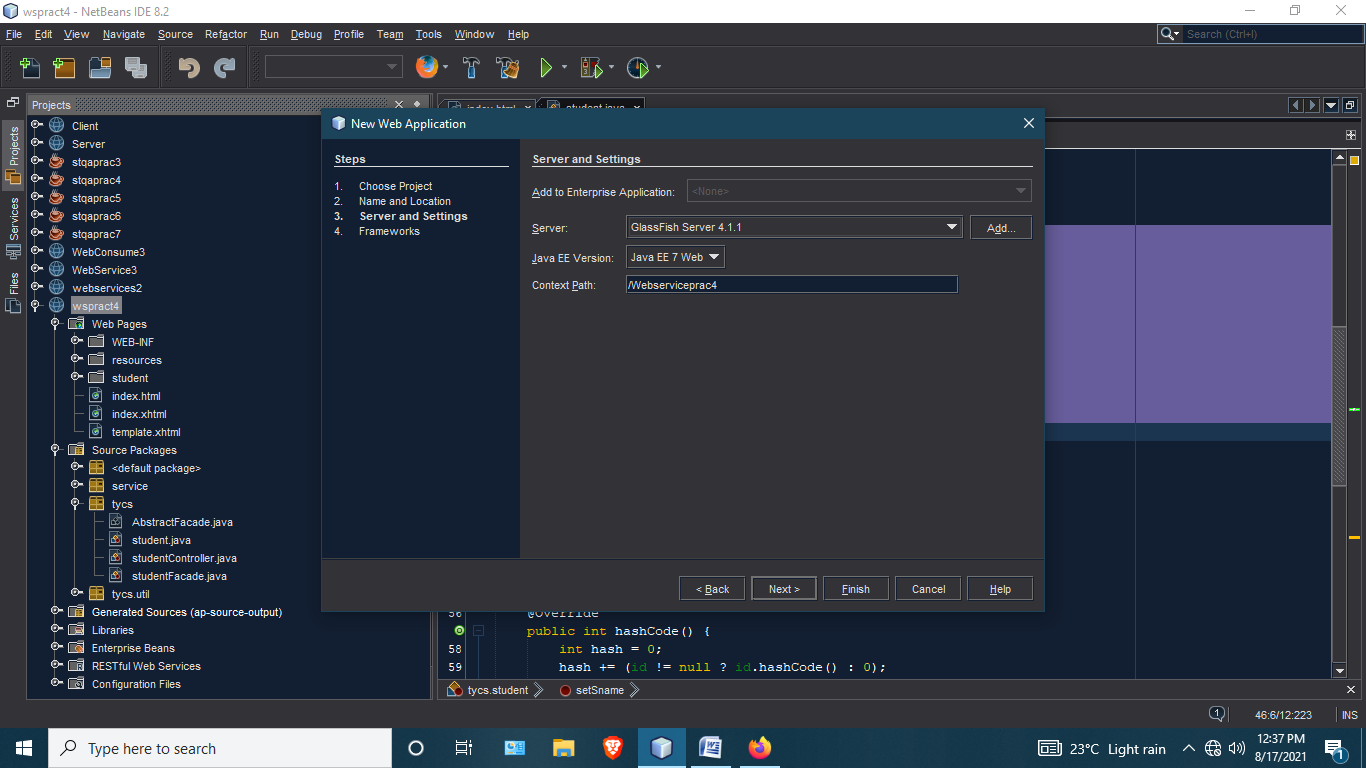 wspract4 - NetBeans IDE 8.2
File Edit View Navigate Source Refactor Run Debug Profile Team Tools Window Help
Search (Ctrl+I)
Projects
Services
Files
Projects
Client
Server
stqaprac3
stqaprac4
stqaprac5
stqaprac6
stqaprac7
WebConsume3
WebService3
webservices2
wspract4
Web Pages
WEB-INF
resources
student
index.html
index.xhtml
template.xhtml
Source Packages
<default package>
service
tycs
AbstractFacade.java
student.java
studentController.java
studentFacade.java
tycs.util
Generated Sources (ap-source-output)
Libraries
Enterprise Beans
RESTful Web Services
Configuration Files
index.html
student.java
New Web Application
Steps
1. Choose Project
2. Name and Location
3. Server and Settings
4. Frameworks
Server and Settings
Add to Enterprise Application: <None>
Server: GlassFish Server 4.1.1 Add...
Java EE Version: Java EE 7 Web
Context Path: /Webserviceprac4
< Back Next > Finish Cancel Help
56 @Override
public int hashCode() {
58 int hash = 0;
59 hash += (id != null ? id.hashCode() : 0);
tycs.student setSname
1 46:6/12:223 INS
Type here to search
23°C Light rain
12:37 PM
8/17/2021
1